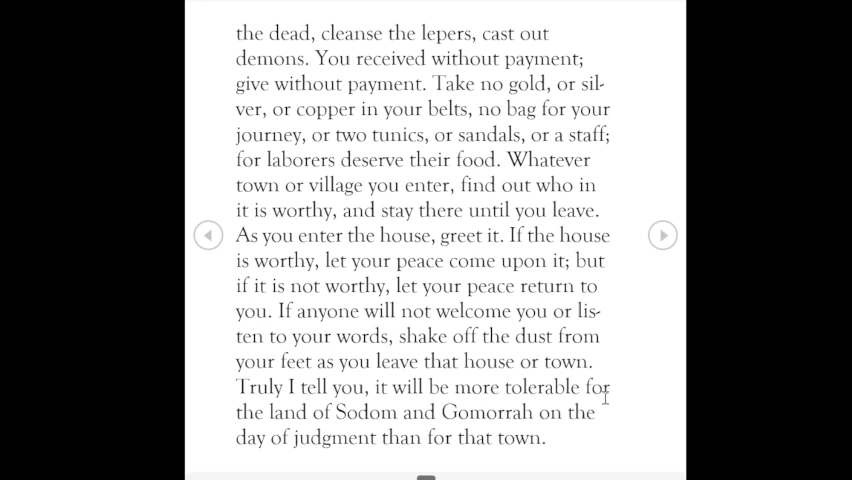 the dead, cleanse the lepers, cast out
demons. You received without payment;
give without payment. Take no gold, or sil-
ver, or copper in your belts, no bag for your
journey, or two tunics, or sandals, or a staff;
for laborers deserve their food. Whatever
town or village you enter, find out who in
it is worthy, and stay there until you leave.
As you enter the house, greet it. If the house
is worthy, let your peace come upon it; but
if it is not worthy, let your peace return to
you. If anyone will not welcome you or lis-
ten to your words, shake off the dust from
your feet as you leave that house or town.
Truly I tell you, it will be more tolerable for
the land of Sodom and Gomorrah on the
day of judgment than for that town.